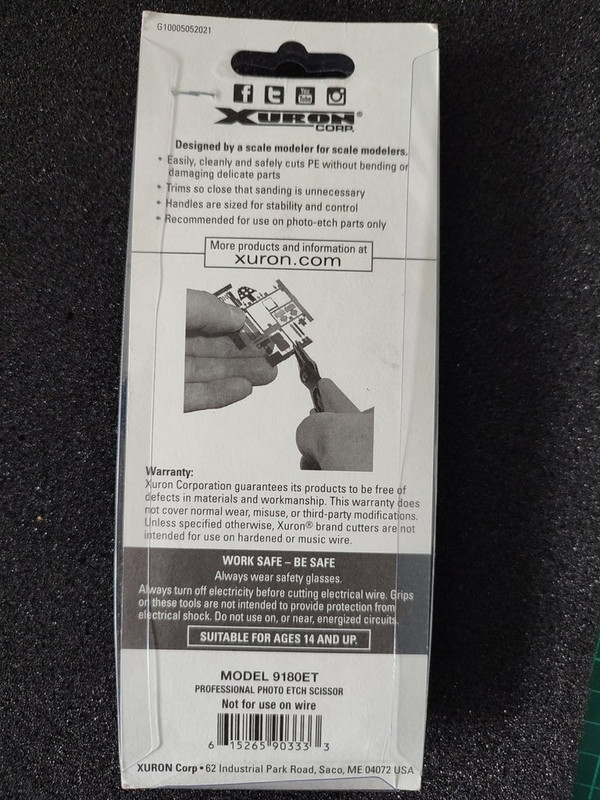 G10005052021
f t You Tube
XURON®
CORP.
Designed by a scale modeler for scale modelers.
• Easily, cleanly and safely cuts PE without bending or
damaging delicate parts
• Trims so close that sanding is unnecessary
• Handles are sized for stability and control
• Recommended for use on photo-etch parts only
More products and information at
xuron.com
Warranty:
Xuron Corporation guarantees its products to be free of
defects in materials and workmanship. This warranty does
not cover normal wear, misuse, or third-party modifications.
Unless specified otherwise, Xuron® brand cutters are not
intended for use on hardened or music wire.
WORK SAFE – BE SAFE
Always wear safety glasses.
Always turn off electricity before cutting electrical wire. Grips
on these tools are not intended to provide protection from
electrical shock. Do not use on, or near, energized circuits.
SUITABLE FOR AGES 14 AND UP.
MODEL 9180ET
PROFESSIONAL PHOTO ETCH SCISSOR
Not for use on wire
6 15265 90333 3
XURON Corp • 62 Industrial Park Road, Saco, ME 04072 USA